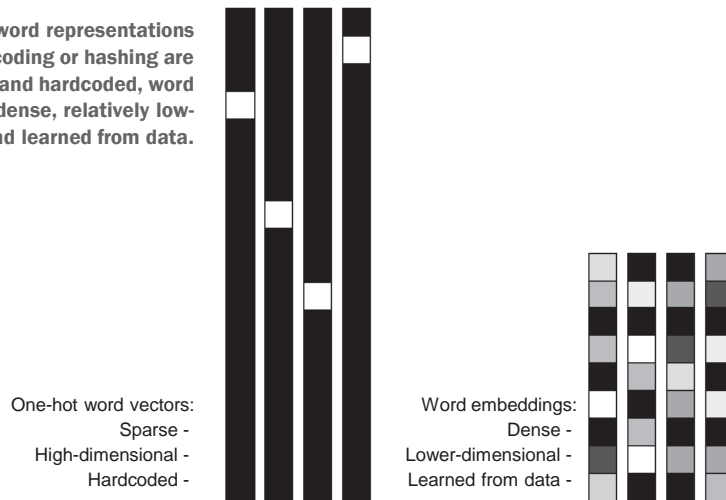 word representations
coding or hashing are
and hardcoded, word
dense, relatively low-
nd learned from data.
One-hot word vectors:
Sparse -
High-dimensional -
Hardcoded -
Word embeddings:
Dense -
Lower-dimensional -
Learned from data -